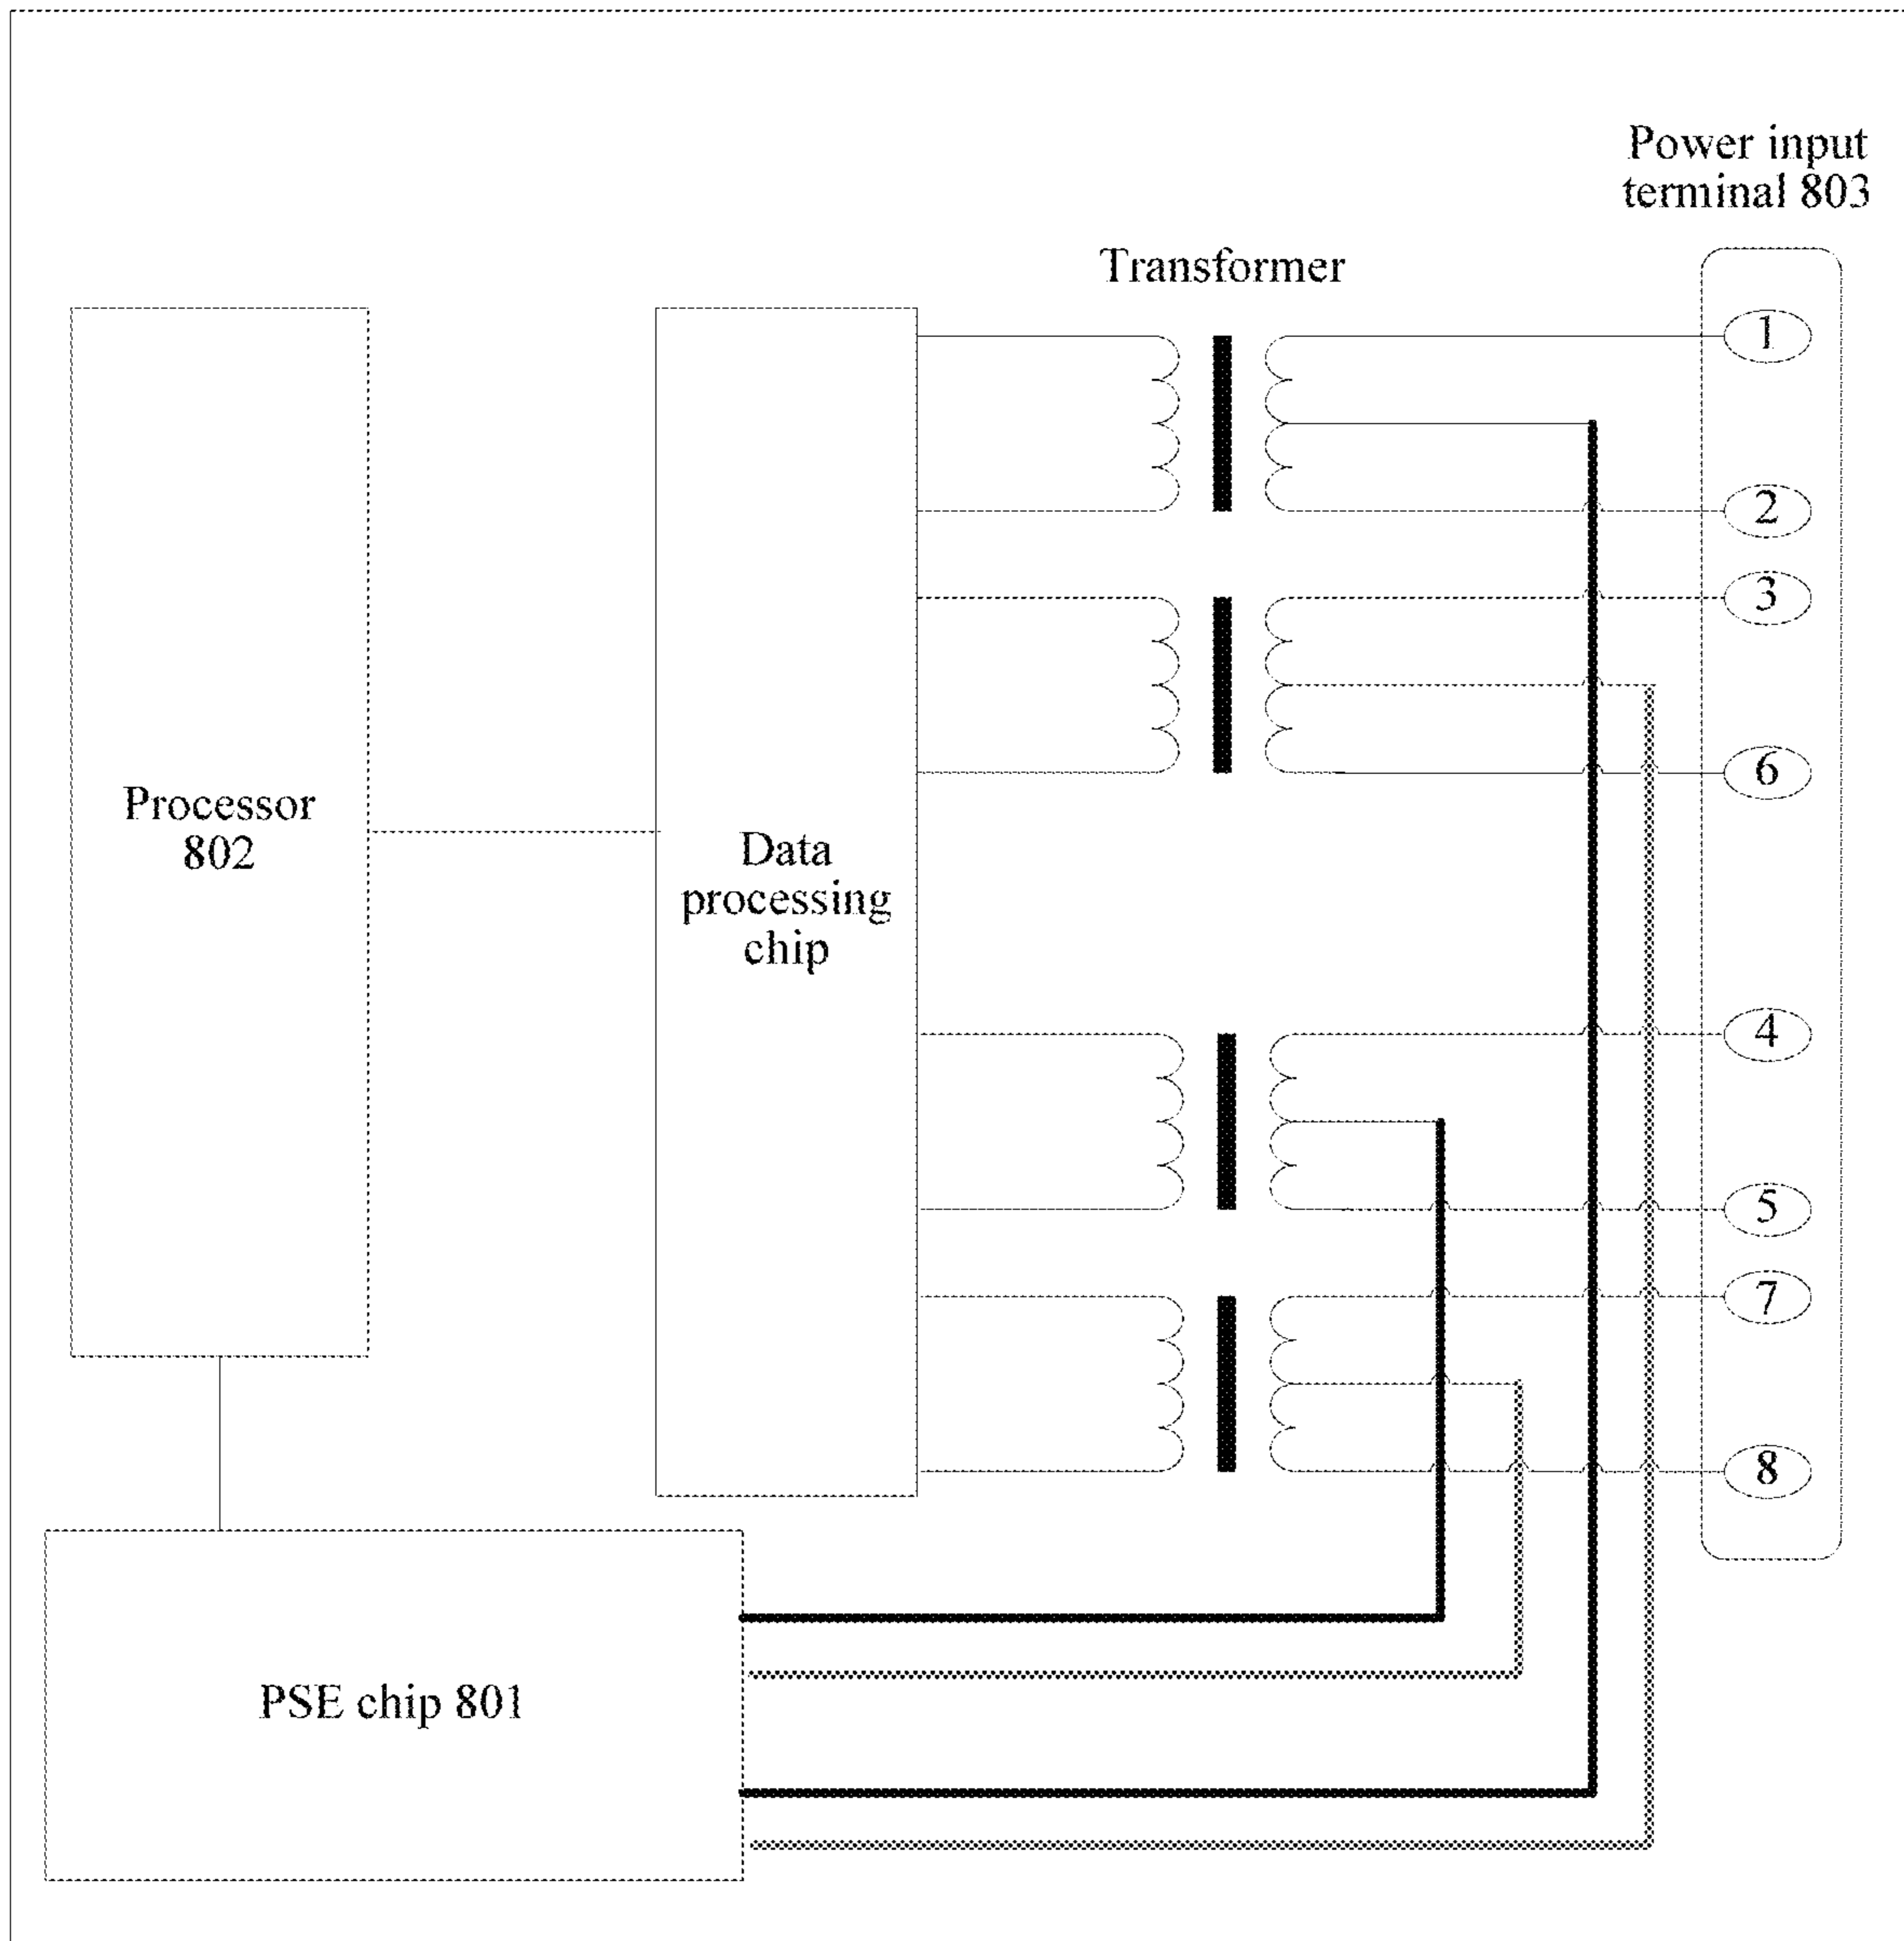 Power input
terminal 803
Transformer
1
2
3
6
Processor
802
Data
processing
chip
4
5
7
8
PSE chip 801